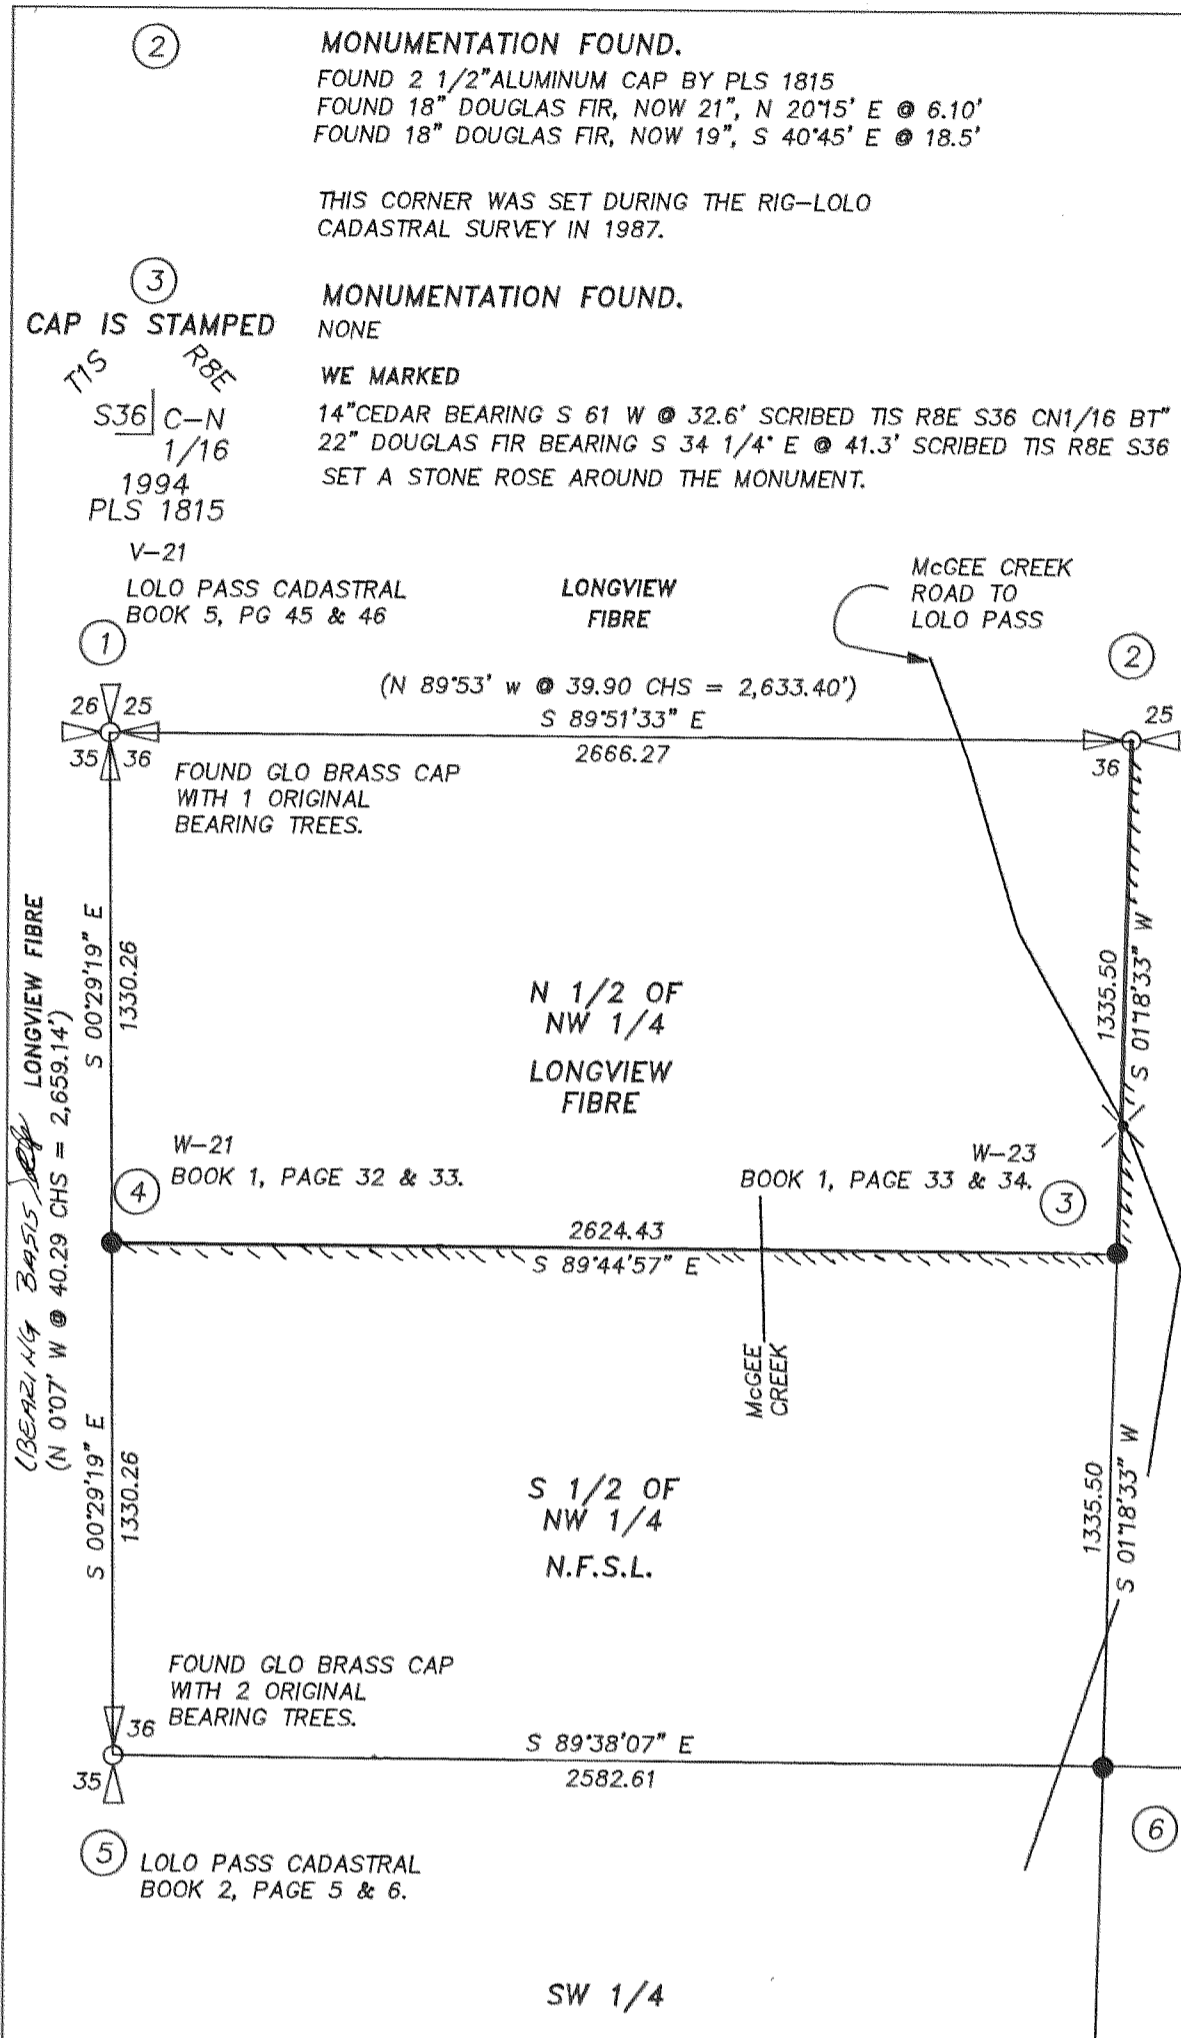 2
MONUMENTATION FOUND.
FOUND 2 1/2" ALUMINUM CAP BY PLS 1815
FOUND 18" DOUGLAS FIR, NOW 21", N 20°15' E @ 6.10'
FOUND 18" DOUGLAS FIR, NOW 19", S 40°45' E @ 18.5'
THIS CORNER WAS SET DURING THE RIG-LOLO
CADASTRAL SURVEY IN 1987.
3
CAP IS STAMPED
T1S R8E
S36 C-N
1/16
1994
PLS 1815
MONUMENTATION FOUND.
NONE
WE MARKED
14"CEDAR BEARING S 61 W @ 32.6' SCRIBED TIS R8E S36 CN1/16 BT"
22" DOUGLAS FIR BEARING S 34 1/4° E @ 41.3' SCRIBED TIS R8E S36
SET A STONE ROSE AROUND THE MONUMENT.
V-21
LOLO PASS CADASTRAL
BOOK 5, PG 45 & 46
LONGVIEW
FIBRE
McGEE CREEK
ROAD TO
LOLO PASS
1
2
(N 89°53' w @ 39.90 CHS = 2,633.40')
S 89°51'33" E
2666.27
26 25
35 36
25
36
FOUND GLO BRASS CAP
WITH 1 ORIGINAL
BEARING TREES.
LONGVIEW FIBRE
(BEARING BASIS
(N 0°07' W @ 40.29 CHS = 2,659.14')
S 00°29'19" E
1330.26
N 1/2 OF
NW 1/4
LONGVIEW
FIBRE
1335.50
S 01°18'33" W
W-21
BOOK 1, PAGE 32 & 33.
4
W-23
BOOK 1, PAGE 33 & 34.
3
2624.43
S 89°44'57" E
McGEE
CREEK
S 00°29'19" E
1330.26
S 1/2 OF
NW 1/4
N.F.S.L.
1335.50
S 01°18'33" W
FOUND GLO BRASS CAP
WITH 2 ORIGINAL
BEARING TREES.
36
35
S 89°38'07" E
2582.61
5
LOLO PASS CADASTRAL
BOOK 2, PAGE 5 & 6.
6
SW 1/4